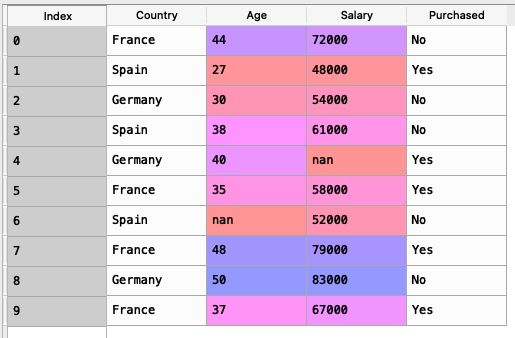 Index Country Age Salary Purchased
0 France 44 72000 No
1 Spain 27 48000 Yes
2 Germany 30 54000 No
3 Spain 38 61000 No
4 Germany 40 nan Yes
5 France 35 58000 Yes
6 Spain nan 52000 No
7 France 48 79000 Yes
8 Germany 50 83000 No
9 France 37 67000 Yes